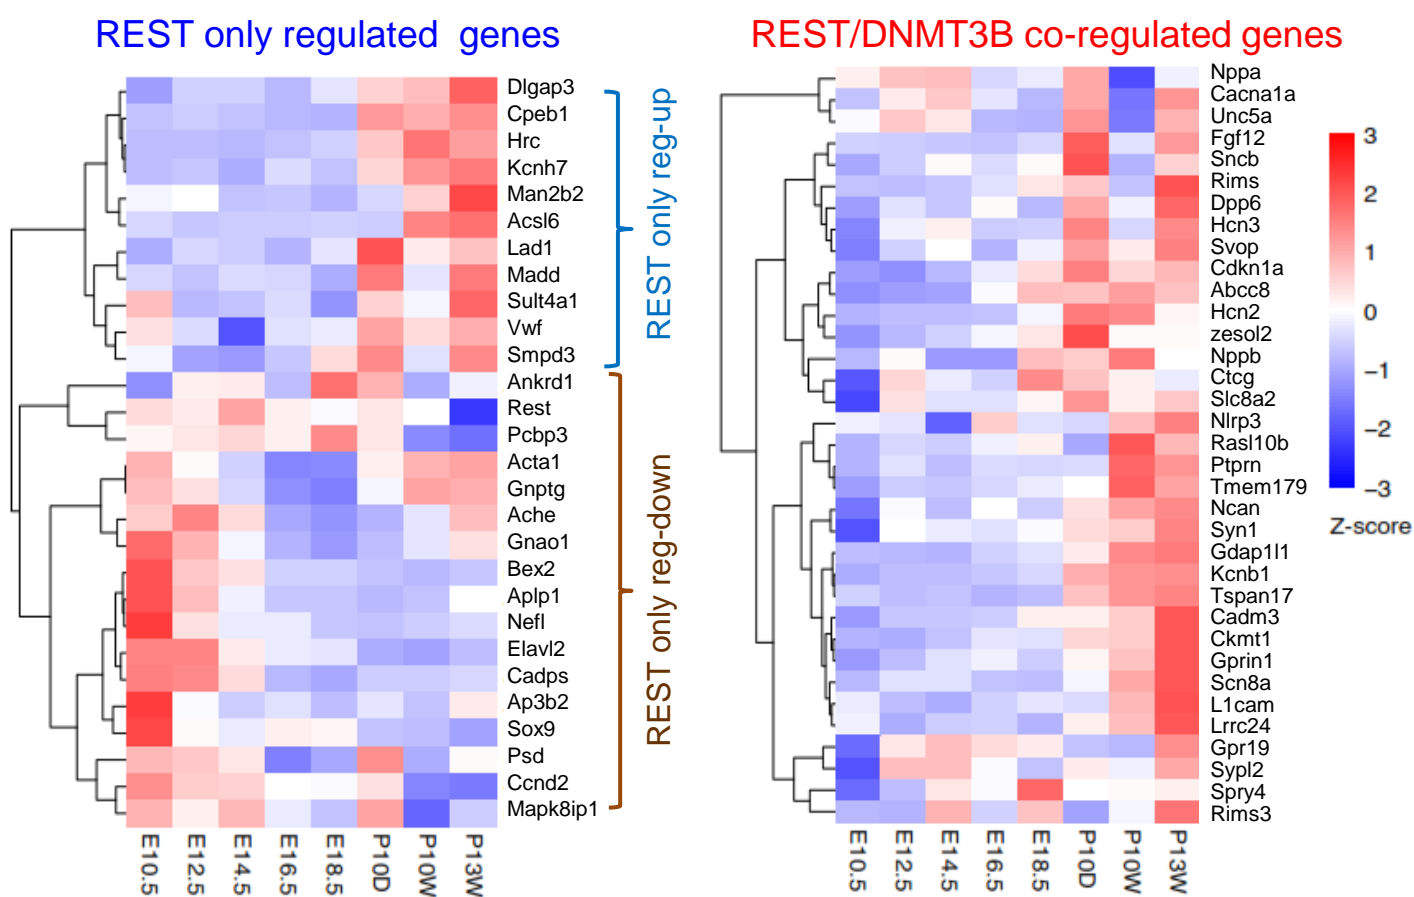 REST only regulated genes
Dlgap3
Cpeb1
Hrc
Kcnh7
Man2b2
Acsl6
Lad1
Madd
Sult4a1
Vwf
Smpd3
Ankrd1
Rest
Pcbp3
Acta1
Gnptg
Ache
Gnao1
Bex2
Aplp1
Nefl
Elavl2
Cadps
Ap3b2
Sox9
Psd
Ccnd2
Mapk8ip1
REST only reg-up
REST only reg-down
E10.5
E12.5
E14.5
E16.5
E18.5
P10D
P10W
P13W
REST/DNMT3B co-regulated genes
Nppa
Cacna1a
Unc5a
Fgf12
Sncb
Rims
Dpp6
Hcn3
Svop
Cdkn1a
Abcc8
Hcn2
zesol2
Nppb
Ctcg
Slc8a2
Nlrp3
Rasl10b
Ptprn
Tmem179
Ncan
Syn1
Gdap1l1
Kcnb1
Tspan17
Cadm3
Ckmt1
Gprin1
Scn8a
L1cam
Lrrc24
Gpr19
Sypl2
Spry4
Rims3
E10.5
E12.5
E14.5
E16.5
E18.5
P10D
P10W
P13W
3
2
1
0
−1
−2
−3
Z-score